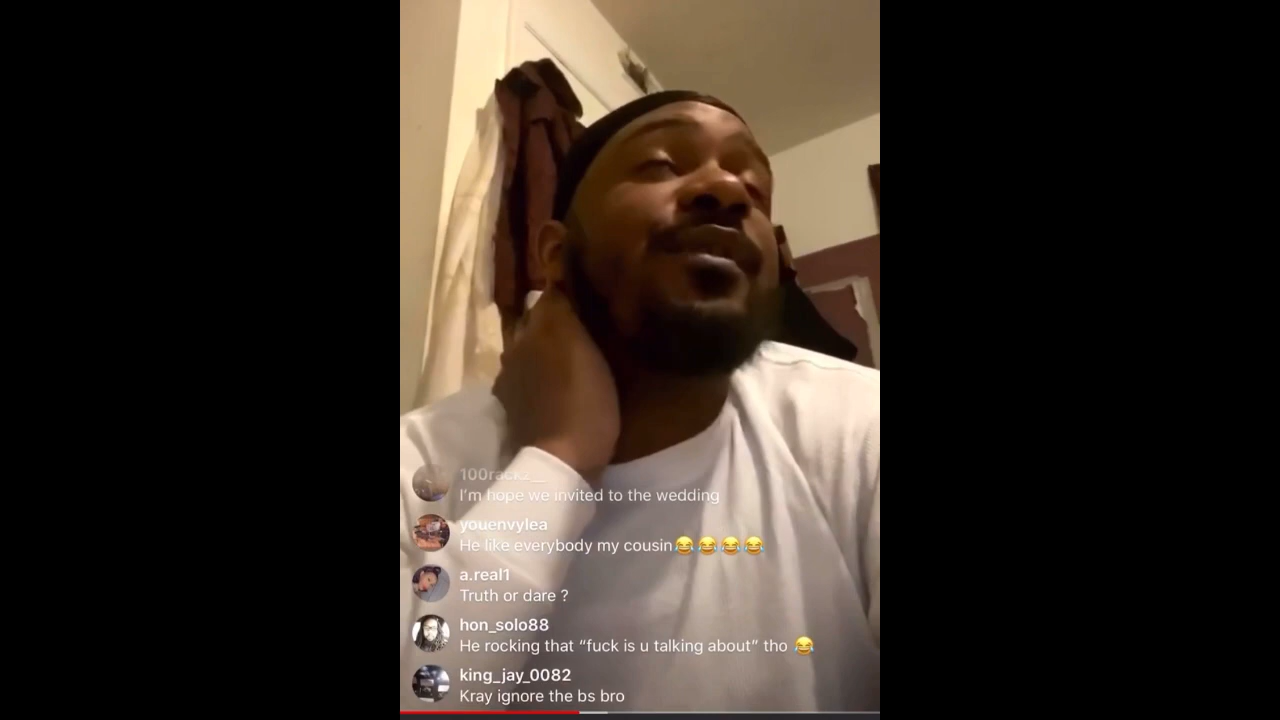 100rackz__
I'm hope we invited to the wedding
youenvylea
He like everybody my cousin😂😂😂😂
a.real1
Truth or dare ?
hon_solo88
He rocking that “fuck is u talking about” tho 😂
king_jay_0082
Kray ignore the bs bro